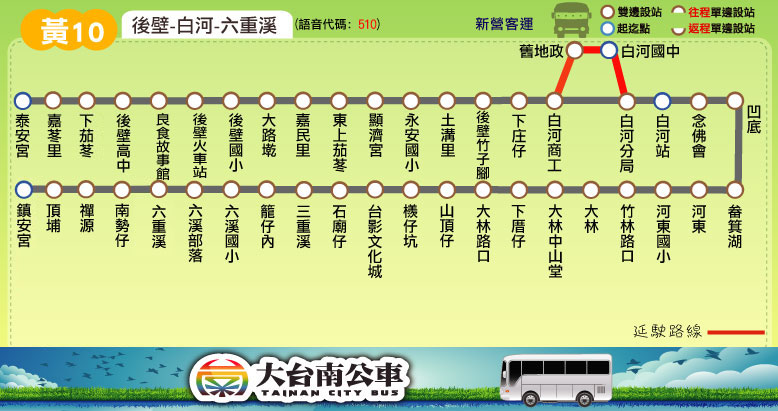 黃10
後壁-白河-六重溪
(語音代碼: 510)
新營客運
雙邊設站
往程單邊設站
起迄點
返程單邊設站
舊地政
白河國中
泰安宮
嘉苳里
下茄苳
後壁高中
良食故事館
後壁火車站
後壁國小
大路墘
嘉民里
東上茄苳
顯濟宮
永安國小
土溝里
後壁竹子腳
下庄仔
白河商工
白河分局
白河站
念佛會
凹底
鎮安宮
頂埔
禪源
南勢仔
六重溪
六溪部落
六溪國小
籠仔內
三重溪
石廟仔
台影文化城
檨仔坑
山頂仔
大林路口
下厝仔
大林中山堂
大林
竹林路口
河東國小
河東
畚箕湖
延駛路線
大台南公車
TAINAN CITY BUS